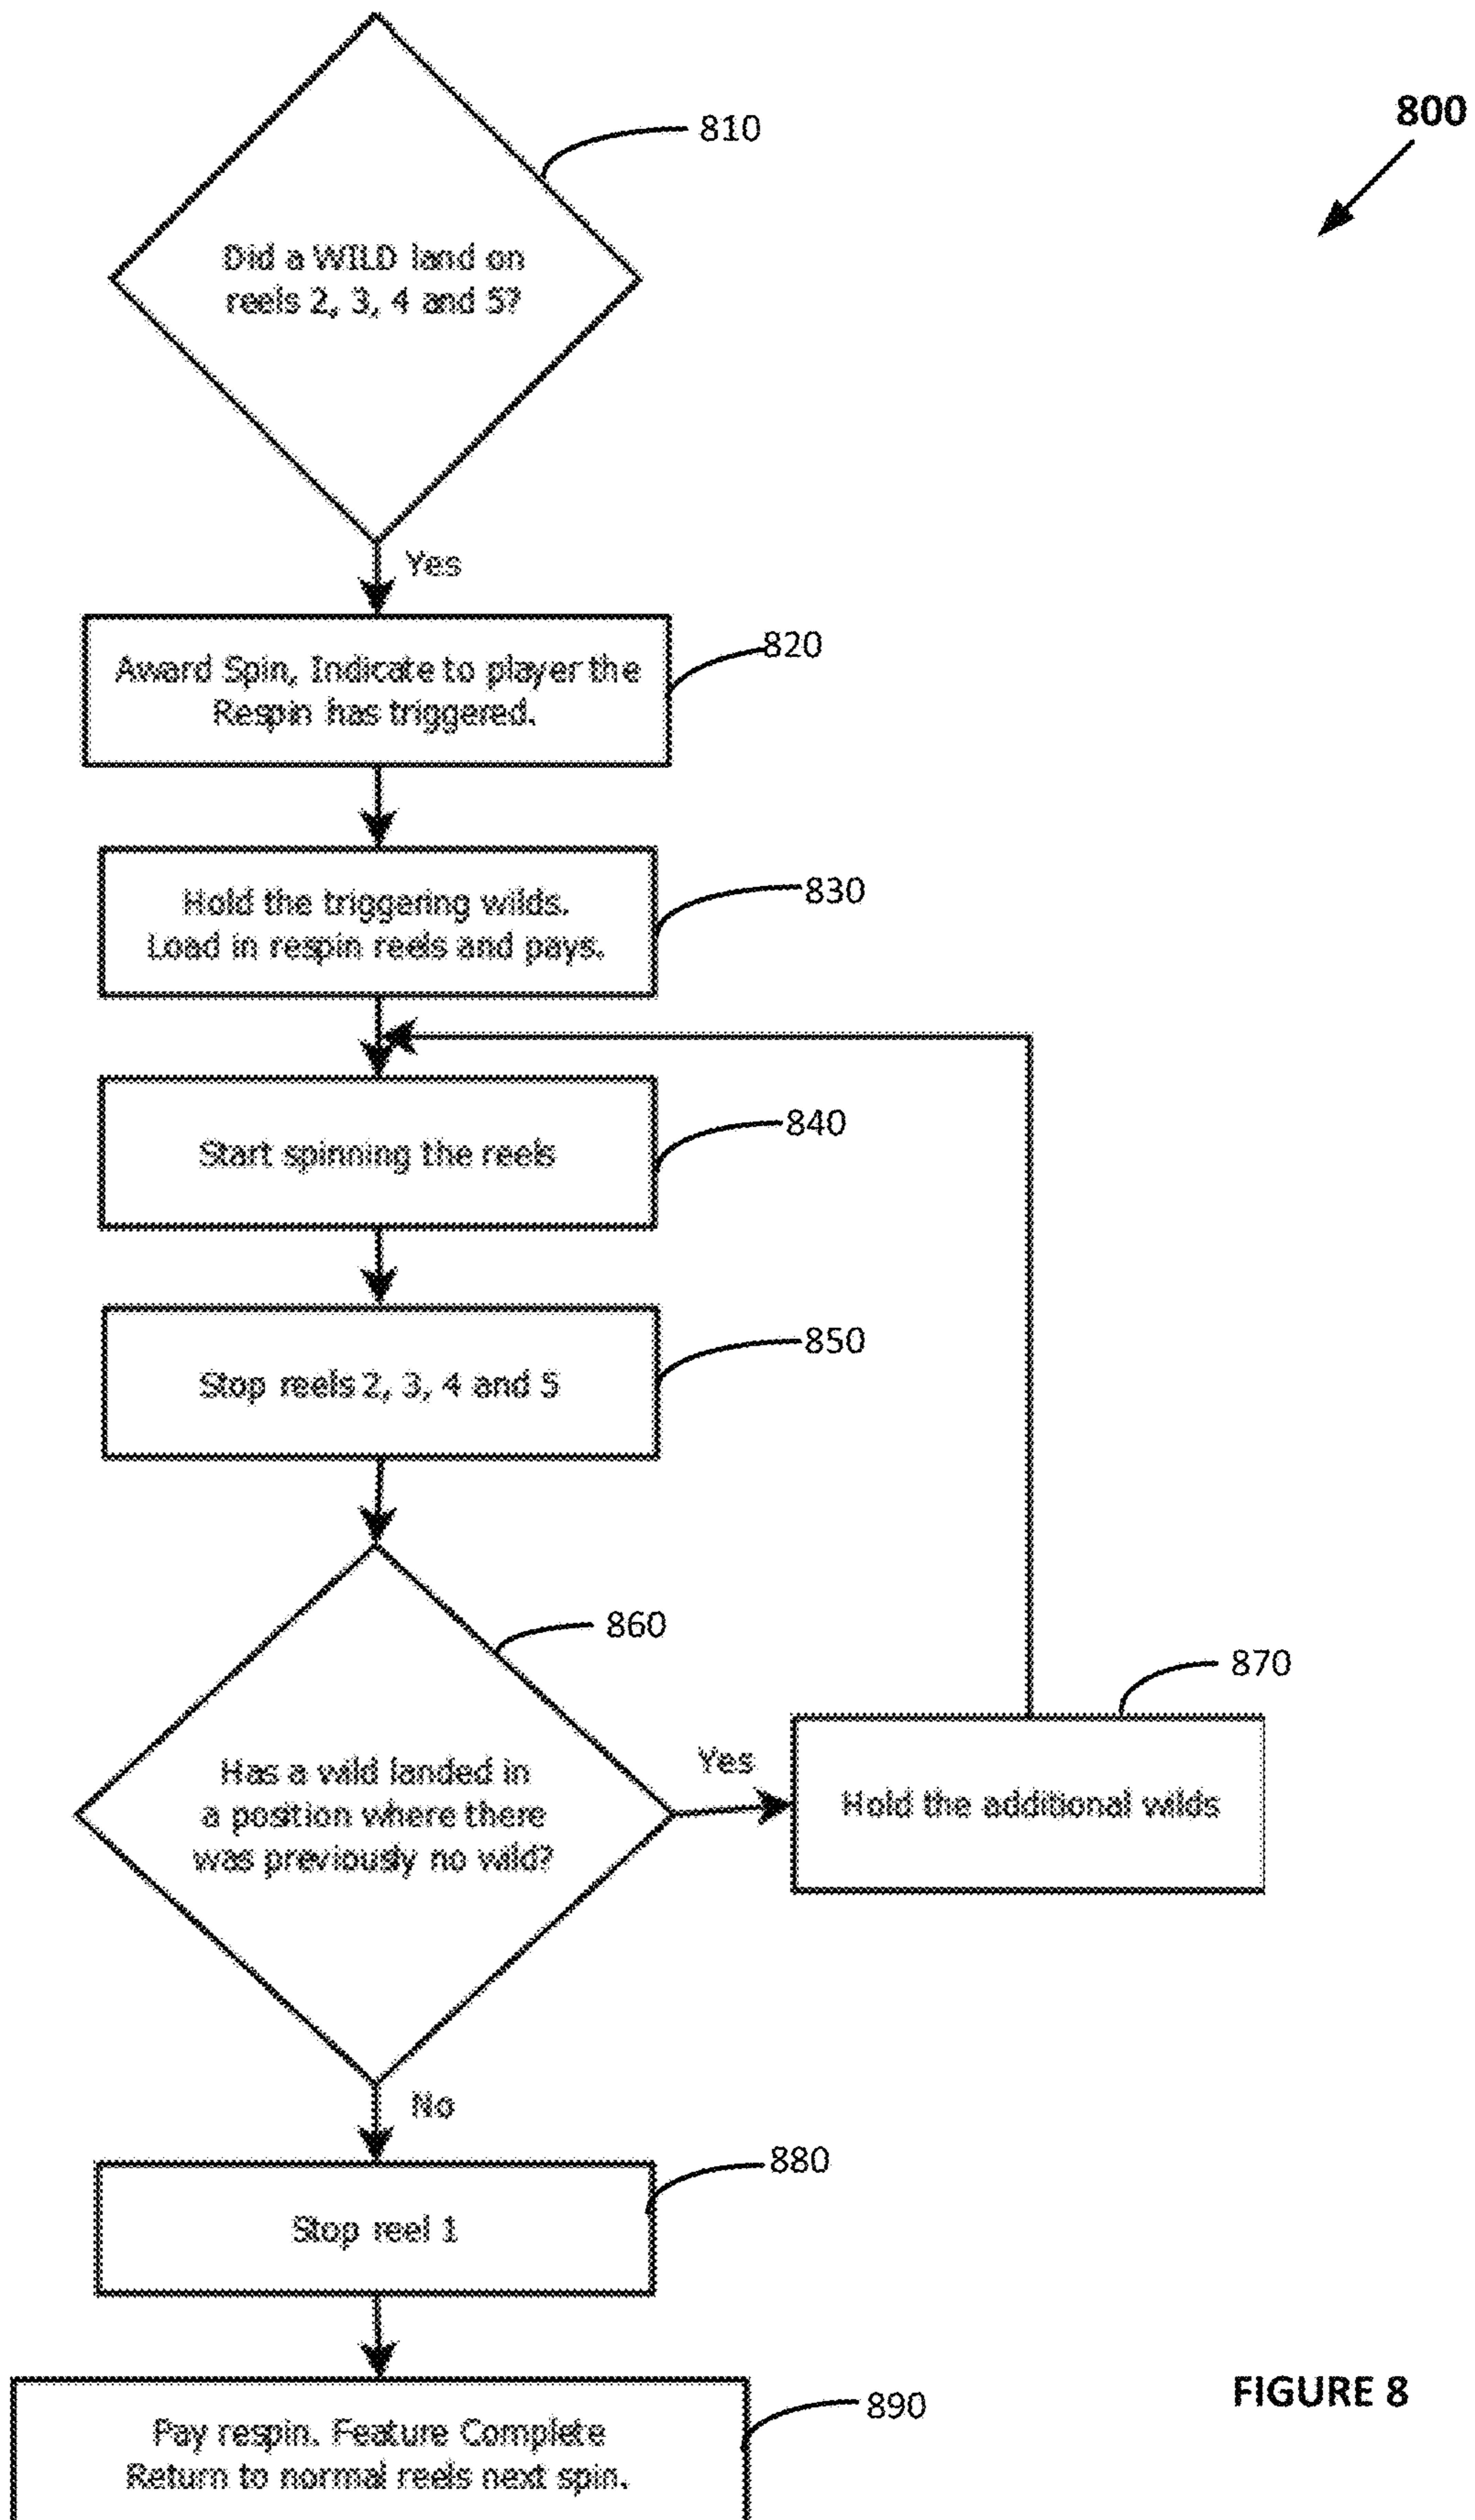 800
810
Did a WILD land on
reels 2, 3, 4 and 5?
Yes
820
Award Spin, Indicate to player the
Respin has triggered.
830
Hold the triggering wilds.
Load in respin reels and pays.
840
Start spinning the reels
850
Stop reels 2, 3, 4 and 5
860
Has a wild landed in
a position where there
was previously no wild?
Yes
870
Hold the additional wilds
No
880
Stop reel 1
890
Pay respin. Feature Complete
Return to normal reels next spin.
FIGURE 8